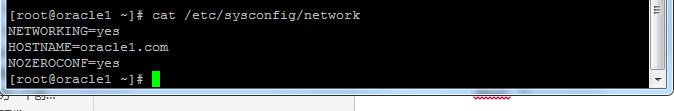 [root@oracle1 ~]# cat /etc/sysconfig/network
NETWORKING=yes
HOSTNAME=oracle1.com
NOZEROCONF=yes
[root@oracle1 ~]#